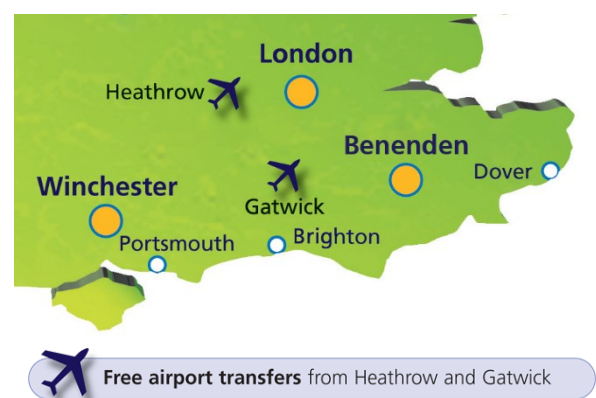 London
Heathrow
Benenden
Dover
Winchester
Gatwick
Portsmouth
Brighton
Free airport transfers from Heathrow and Gatwick